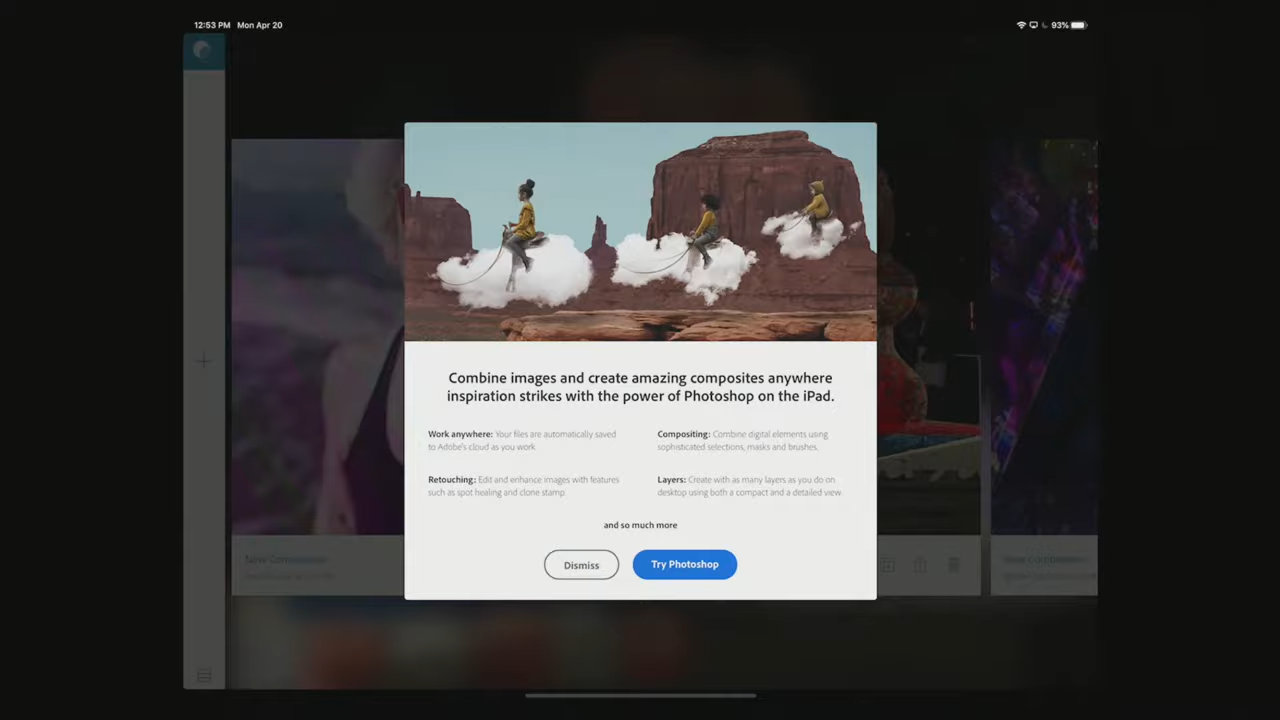 12:53 PM Mon Apr 20
93%
Combine images and create amazing composites anywhere
inspiration strikes with the power of Photoshop on the iPad.
Work anywhere: Your files are automatically saved
to Adobe's cloud as you work.
Compositing: Combine digital elements using
sophisticated selections, masks and brushes.
Retouching: Edit and enhance images with features
such as spot healing and clone stamp.
Layers: Create with as many layers as you do on
desktop using both a compact and a detailed view.
and so much more
Dismiss
Try Photoshop
New Composition